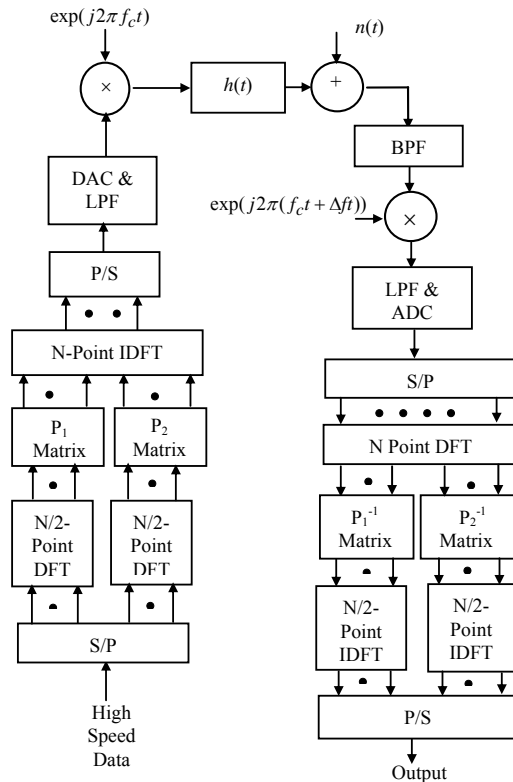 exp(j2πf_c t)
×
h(t)
n(t)
+
BPF
exp(j2π(f_c t + Δft))
×
LPF &
ADC
S/P
N Point DFT
P₁⁻¹
Matrix
P₂⁻¹
Matrix
N/2-
Point
IDFT
N/2-
Point
IDFT
P/S
Output
DAC &
LPF
P/S
N-Point IDFT
P₁
Matrix
P₂
Matrix
N/2-
Point
DFT
N/2-
Point
DFT
S/P
High
Speed
Data